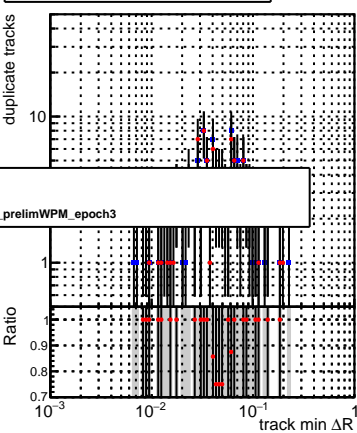 duplicate tracks
10
_prelimWPM_epoch3
1
Ratio
1
0.9
0.8
0.7
10⁻³ 10⁻² 10⁻¹ 1
track min ΔR